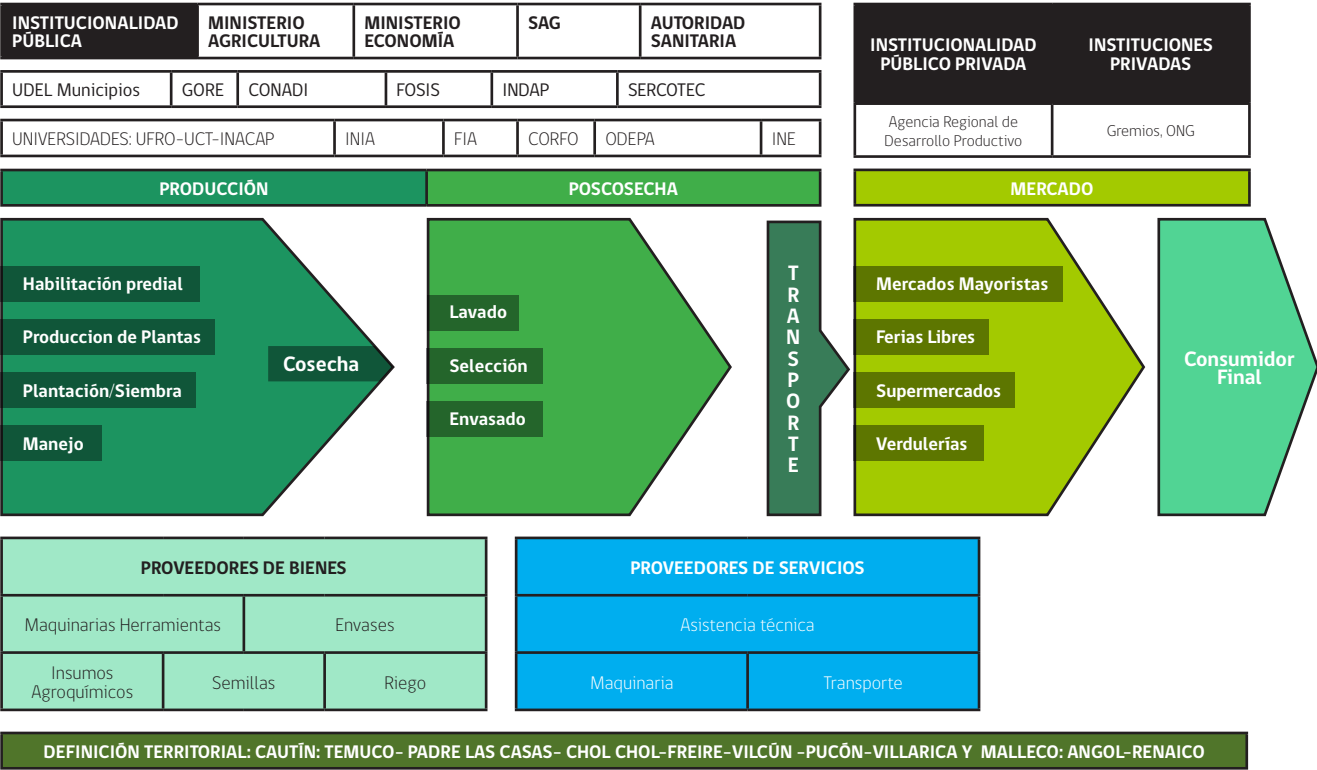 INSTITUCIONALIDAD
PÚBLICA
MINISTERIO
AGRICULTURA
MINISTERIO
ECONOMÍA
SAG
AUTORIDAD
SANITARIA
UDEL Municipios
GORE
CONADI
FOSIS
INDAP
SERCOTEC
UNIVERSIDADES: UFRO-UCT-INACAP
INIA
FIA
CORFO
ODEPA
INE
INSTITUCIONALIDAD
PÚBLICO PRIVADA
INSTITUCIONES
PRIVADAS
Agencia Regional de
Desarrollo Productivo
Gremios, ONG
PRODUCCIÓN
POSCOSECHA
MERCADO
Habilitación predial
Produccion de Plantas
Plantación/Siembra
Manejo
Cosecha
Lavado
Selección
Envasado
TRANSPORTE
Mercados Mayoristas
Ferias Libres
Supermercados
Verdulerías
Consumidor
Final
PROVEEDORES DE BIENES
Maquinarias Herramientas
Envases
Insumos
Agroquímicos
Semillas
Riego
PROVEEDORES DE SERVICIOS
Asistencia técnica
Maquinaria
Transporte
DEFINICIÓN TERRITORIAL: CAUTÍN: TEMUCO- PADRE LAS CASAS- CHOL CHOL-FREIRE-VILCÚN -PUCÓN-VILLARICA Y MALLECO: ANGOL-RENAICO